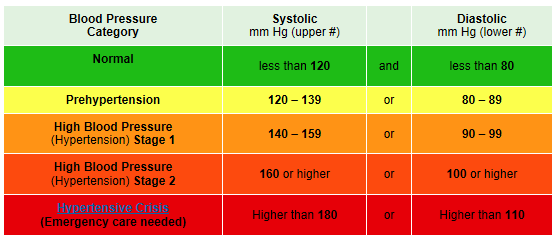 Blood Pressure
Category
Systolic
mm Hg (upper #)
Diastolic
mm Hg (lower #)
Normal
less than 120
and
less than 80
Prehypertension
120 – 139
or
80 – 89
High Blood Pressure
(Hypertension) Stage 1
140 – 159
or
90 – 99
High Blood Pressure
(Hypertension) Stage 2
160 or higher
or
100 or higher
Hypertensive Crisis
(Emergency care needed)
Higher than 180
or
Higher than 110